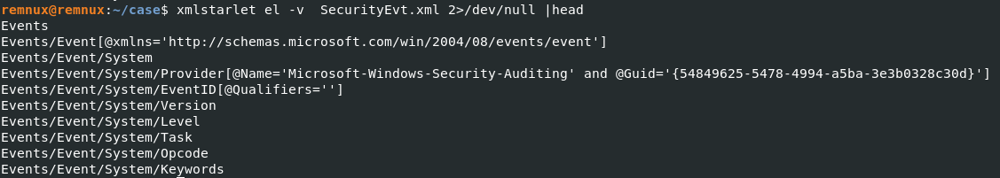 remnux@remnux:~/case$ xmlstarlet el -v  SecurityEvt.xml 2>/dev/null |head
Events
Events/Event[@xmlns='http://schemas.microsoft.com/win/2004/08/events/event']
Events/Event/System
Events/Event/System/Provider[@Name='Microsoft-Windows-Security-Auditing' and @Guid='{54849625-5478-4994-a5ba-3e3b0328c30d}']
Events/Event/System/EventID[@Qualifiers='']
Events/Event/System/Version
Events/Event/System/Level
Events/Event/System/Task
Events/Event/System/Opcode
Events/Event/System/Keywords